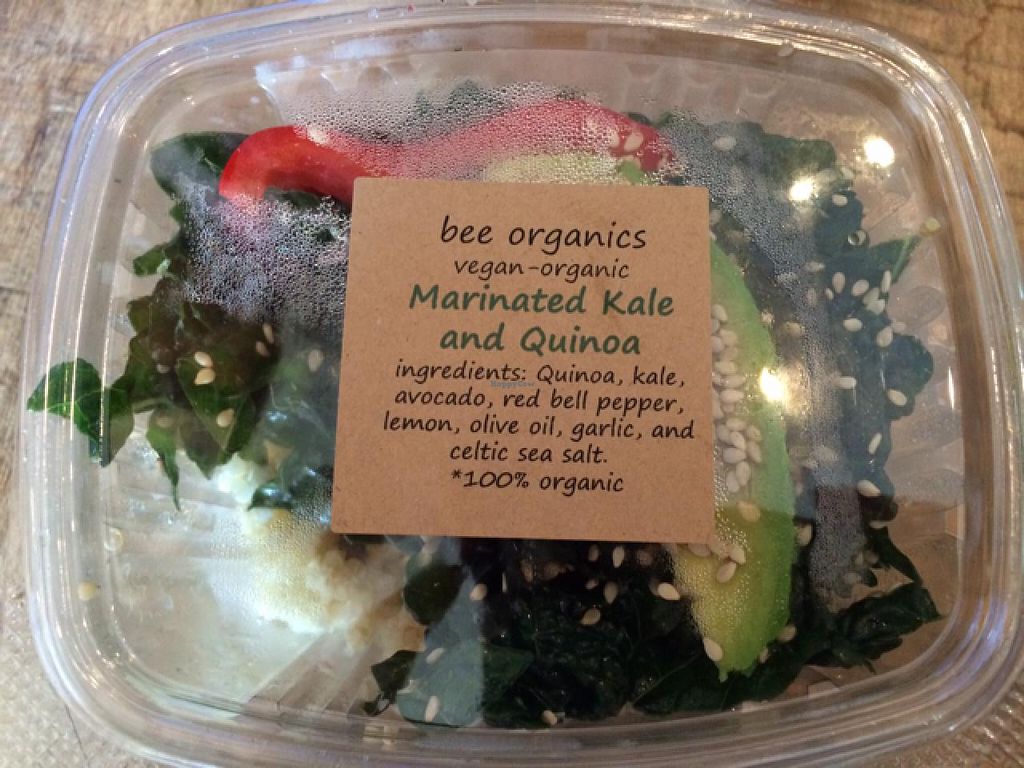 bee organics
vegan-organic
Marinated Kale
and Quinoa
ingredients: Quinoa, kale,
HappyCow
avocado, red bell pepper,
lemon, olive oil, garlic, and
celtic sea salt.
*100% organic